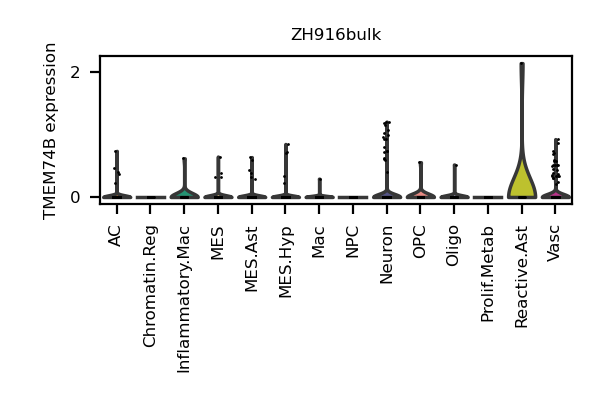 ZH916bulk
TMEM74B expression
2
0
AC
Chromatin.Reg
Inflammatory.Mac
MES
MES.Ast
MES.Hyp
Mac
NPC
Neuron
OPC
Oligo
Prolif.Metab
Reactive.Ast
Vasc